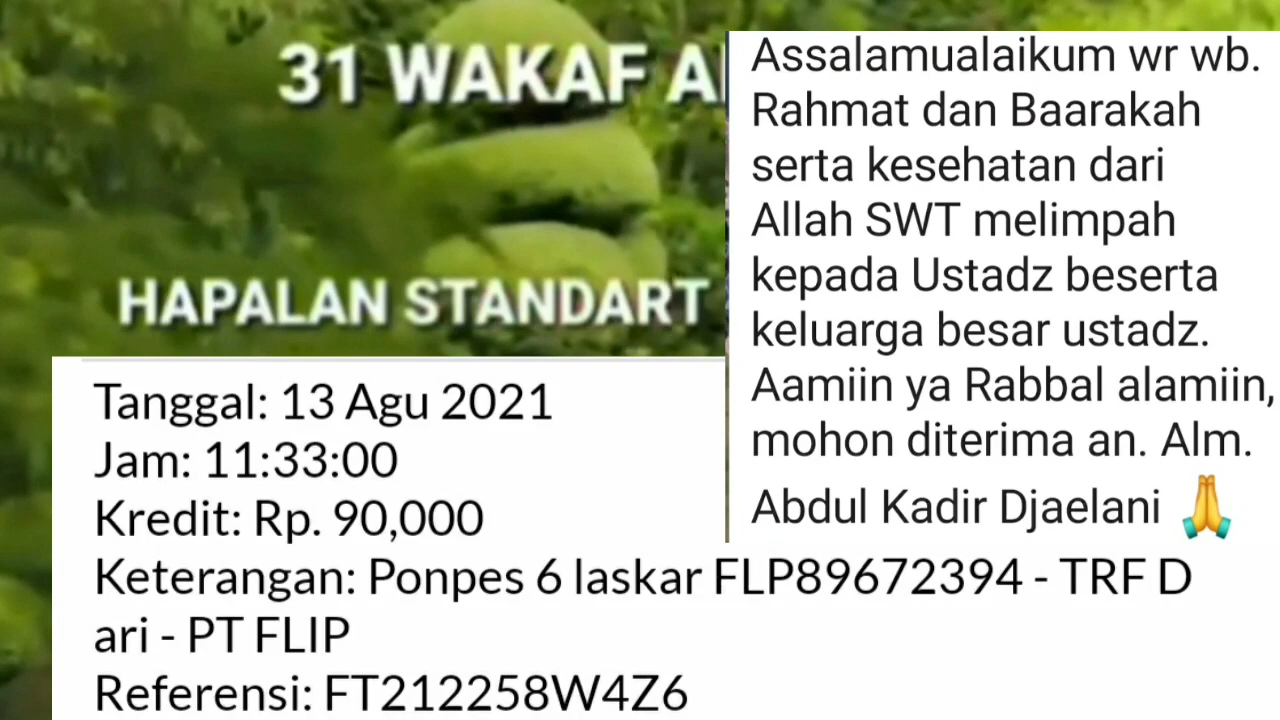 31 WAKAF A
HAPALAN STANDART
Assalamualaikum wr wb.
Rahmat dan Baarakah
serta kesehatan dari
Allah SWT melimpah
kepada Ustadz beserta
keluarga besar ustadz.
Aamiin ya Rabbal alamiin,
mohon diterima an. Alm.
Abdul Kadir Djaelani 🙏
Tanggal: 13 Agu 2021
Jam: 11:33:00
Kredit: Rp. 90,000
Keterangan: Ponpes 6 laskar FLP89672394 - TRF D
ari - PT FLIP
Referensi: FT212258W4Z6